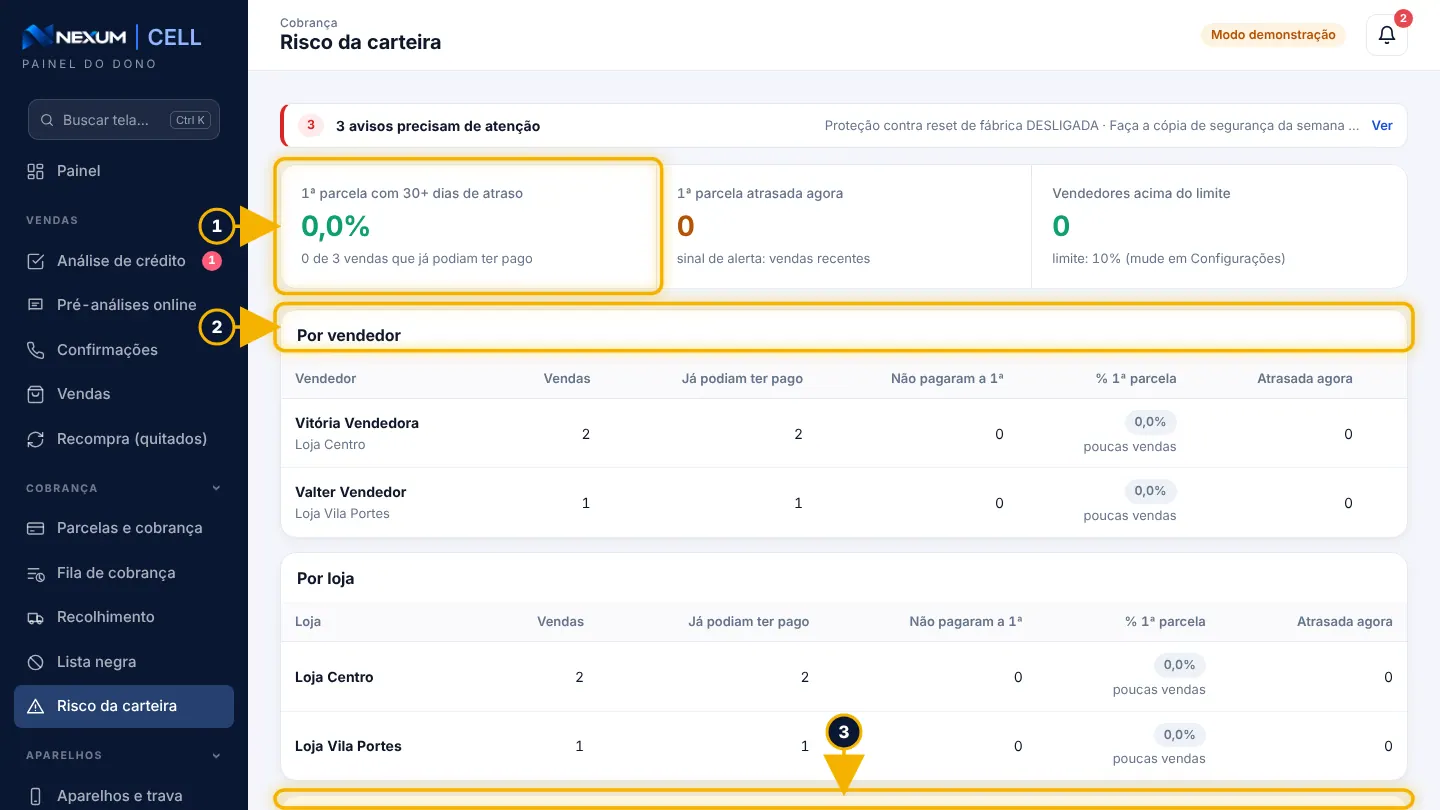 NEXUM | CELL
PAINEL DO DONO
Buscar tela... Ctrl K
Painel
VENDAS
Análise de crédito 1
Pré-análises online
Confirmações
Vendas
Recompra (quitados)
COBRANÇA
Parcelas e cobrança
Fila de cobrança
Recolhimento
Lista negra
Risco da carteira
APARELHOS
Aparelhos e trava
Cobrança
Risco da carteira
Modo demonstração
2
3 3 avisos precisam de atenção Proteção contra reset de fábrica DESLIGADA · Faça a cópia de segurança da semana ... Ver
1
1ª parcela com 30+ dias de atraso
0,0%
0 de 3 vendas que já podiam ter pago
1ª parcela atrasada agora
0
sinal de alerta: vendas recentes
Vendedores acima do limite
0
limite: 10% (mude em Configurações)
2
Por vendedor
Vendedor Vendas Já podiam ter pago Não pagaram a 1ª % 1ª parcela Atrasada agora
Vitória Vendedora
Loja Centro
2 2 0 0,0% 0
poucas vendas
Valter Vendedor
Loja Vila Portes
1 1 0 0,0% 0
poucas vendas
Por loja
Loja Vendas Já podiam ter pago Não pagaram a 1ª % 1ª parcela Atrasada agora
Loja Centro 2 2 0 0,0% 0
poucas vendas
Loja Vila Portes 1 1 0 0,0% 0
poucas vendas
3